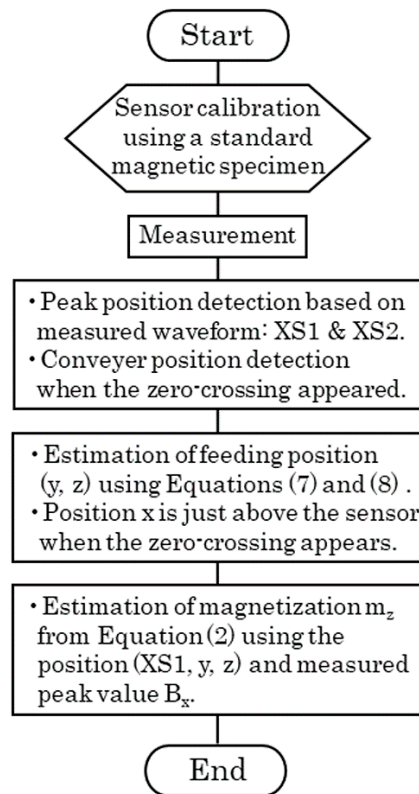 Start
Sensor calibration
using a standard
magnetic specimen
Measurement
・Peak position detection based on
measured waveform: XS1 & XS2.
・Conveyer position detection
when the zero-crossing appeared.
・Estimation of feeding position
(y, z) using Equations (7) and (8) .
・Position x is just above the sensor
when the zero-crossing appears.
・Estimation of magnetization m_z
from Equation (2) using the
position (XS1, y, z) and measured
peak value B_x.
End